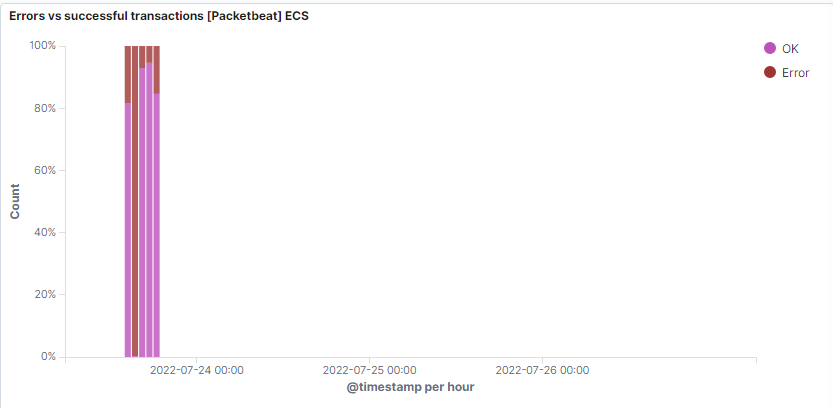 Errors vs successful transactions [Packetbeat] ECS
100%
80%
60%
40%
20%
0%
Count
2022-07-24 00:00
2022-07-25 00:00
2022-07-26 00:00
@timestamp per hour
OK
Error